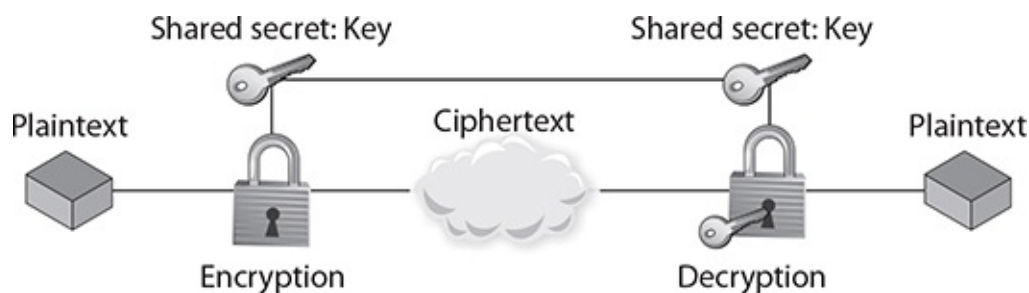 Shared secret: Key
Shared secret: Key
Plaintext
Ciphertext
Plaintext
Encryption
Decryption